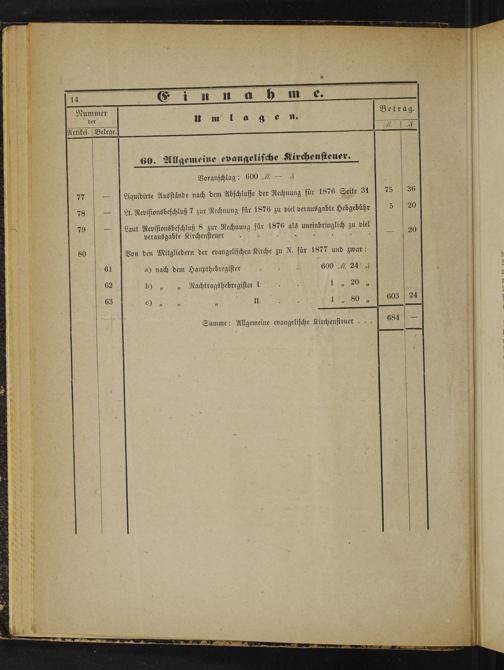 14 Einnahme.
Nummer der Umlagen. Betrag.
Artikel. Belege. ℳ ₰
60. Allgemeine evangelische Kirchensteuer.
Voranschlag: 600 ℳ — ₰
77 — Liquidirte Ausstände nach dem Abschlusse der Rechnung für 1876 Seite 31 75 36
78 — Lt. Revisionsbeschluß 7 zur Rechnung für 1876 zu viel verausgabte Hebgebühr 5 20
79 — Laut Revisionsbeschluß 8 zur Rechnung für 1876 als uneinbringlich zu viel
verausgabte Kirchensteuer . . . . . . . . — 20
80 Von den Mitgliedern der evangelischen Kirche zu N. für 1877 und zwar:
61 a) nach dem Haupthebregister . . 600 ℳ 24 ₰
62 b) „ „ Nachtragshebregister I. . . 1 „ 20 „
63 c) „ „ „ II. . . 1 „ 80 „ 603 24
Summe: Allgemeine evangelische Kirchensteuer . . . 684 —